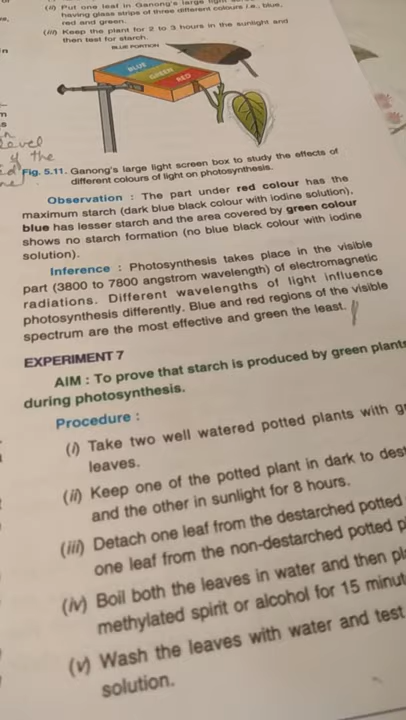 (ii) Put one leaf in Ganong's large light
having glass strips of three different colours i.e., blue,
red and green.
(iii) Keep the plant for 2 to 3 hours in the sunlight and
then test for starch.
BLUE PORTION
BLUE
GREEN
RED
level
of the
Fig. 5.11. Ganong's large light screen box to study the effects of
different colours of light on photosynthesis.
Observation : The part under red colour has the
maximum starch (dark blue black colour with iodine solution),
blue has lesser starch and the area covered by green colour
shows no starch formation (no blue black colour with iodine
solution).
Inference : Photosynthesis takes place in the visible
part (3800 to 7800 angstrom wavelength) of electromagnetic
radiations. Different wavelengths of light influence
photosynthesis differently. Blue and red regions of the visible
spectrum are the most effective and green the least.
EXPERIMENT 7
AIM : To prove that starch is produced by green plants
during photosynthesis.
Procedure :
(i) Take two well watered potted plants with
leaves.
(ii) Keep one of the potted plant in dark to
and the other in sunlight for 8 hours.
(iii) Detach one leaf from the destarched potted
one leaf from the non-destarched potted
(iv) Boil both the leaves in water and then
methylated spirit or alcohol for 15
(v) Wash the leaves with water and test
solution.